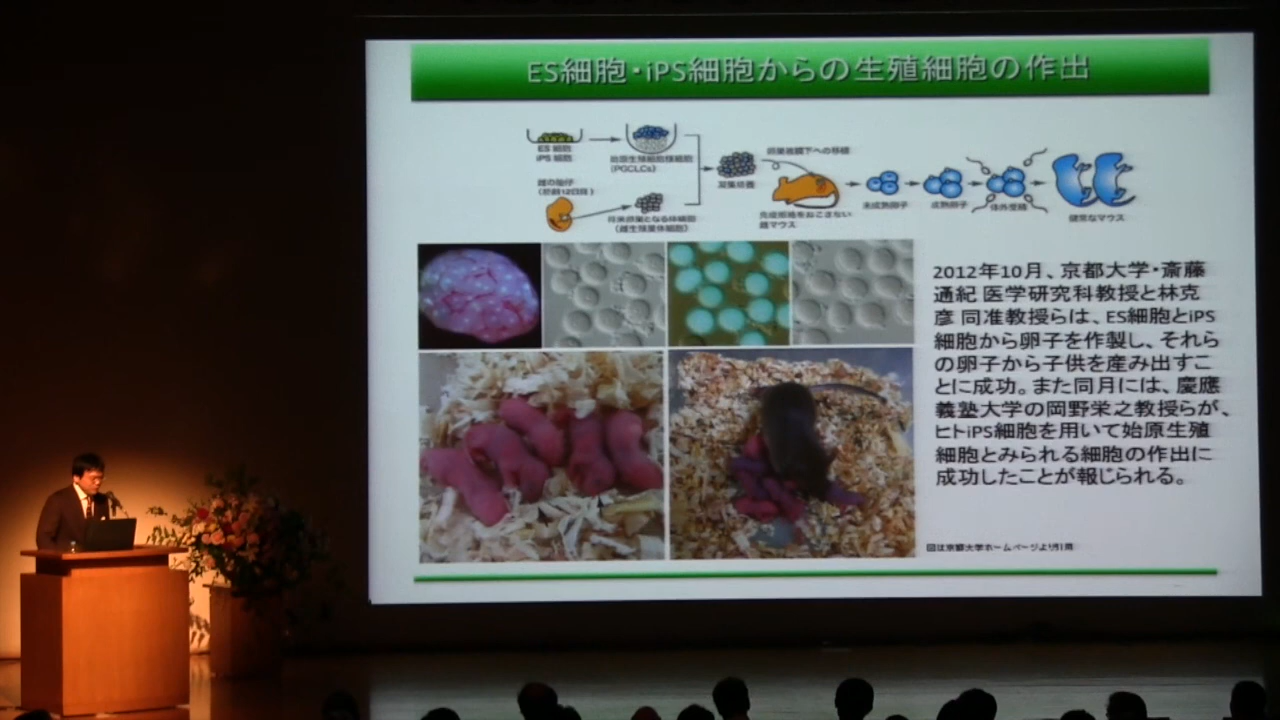 ES細胞・iPS細胞からの生殖細胞の作出
ES 細胞
iPS 細胞
始原生殖細胞様細胞
(PGCLCs)
雌の胎仔
(胎齢12日目)
将来卵巣となる体細胞
(雌生殖巣体細胞)
凝集培養
卵巣被膜下への移植
免疫拒絶をおこさない
雌マウス
未成熟卵子
成熟卵子
体外受精
健常なマウス
2012年10月、京都大学・斎藤
通紀 医学研究科教授と林克
彦 同准教授らは、ES細胞とiPS
細胞から卵子を作製し、それら
の卵子から子供を産み出すこ
とに成功。また同月には、慶應
義塾大学の岡野栄之教授らが、
ヒトiPS細胞を用いて始原生殖
細胞とみられる細胞の作出に
成功したことが報じられる。
図は京都大学ホームページより引用